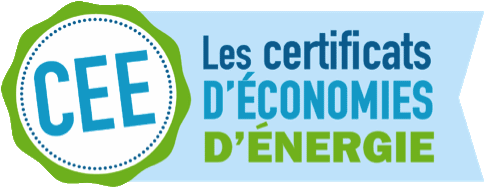 CEE
Les certificats
D'ÉCONOMIES
D'ÉNERGIE